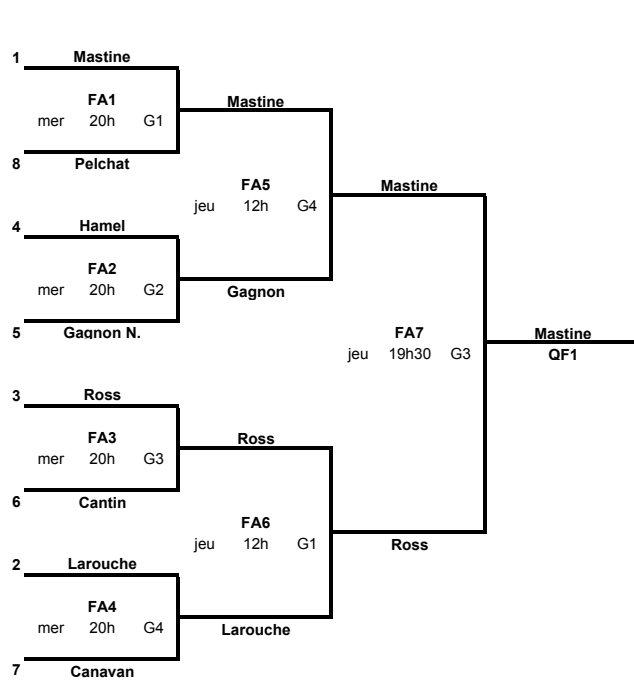 1 Mastine
FA1
mer 20h G1
8 Pelchat
Mastine
FA5
jeu 12h G4
4 Hamel
FA2
mer 20h G2
5 Gagnon N.
Gagnon
Mastine
FA7
jeu 19h30 G3
Mastine
QF1
3 Ross
FA3
mer 20h G3
6 Cantin
Ross
FA6
jeu 12h G1
2 Larouche
FA4
mer 20h G4
7 Canavan
Larouche
Ross